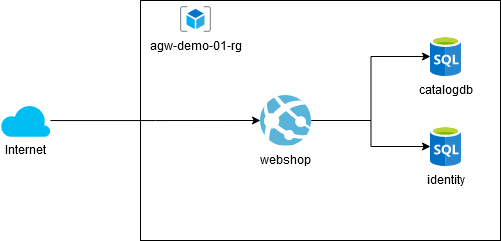 agw-demo-01-rg
SQL
catalogdb
Internet
webshop
SQL
identity